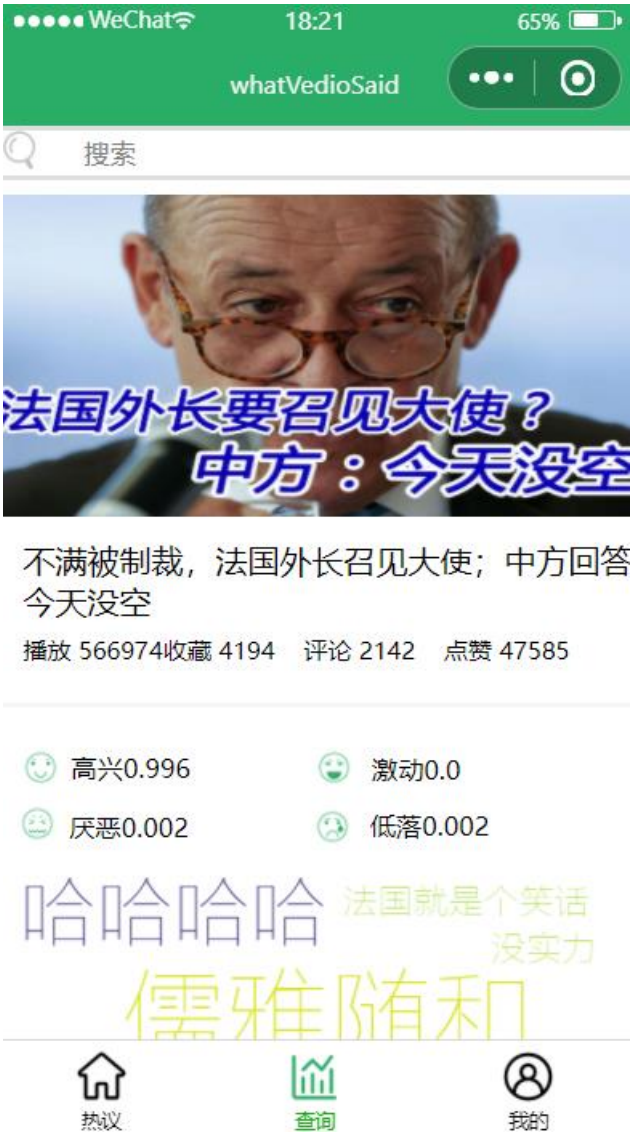 WeChat 18:21 65%
whatVedioSaid
搜索
法国外长要召见大使？
中方：今天没空
不满被制裁，法国外长召见大使；中方回答
今天没空
播放 566974收藏 4194 评论 2142 点赞 47585
高兴0.996 激动0.0
厌恶0.002 低落0.002
哈哈哈哈 法国就是个笑话
没实力
儒雅随和
热议 查询 我的